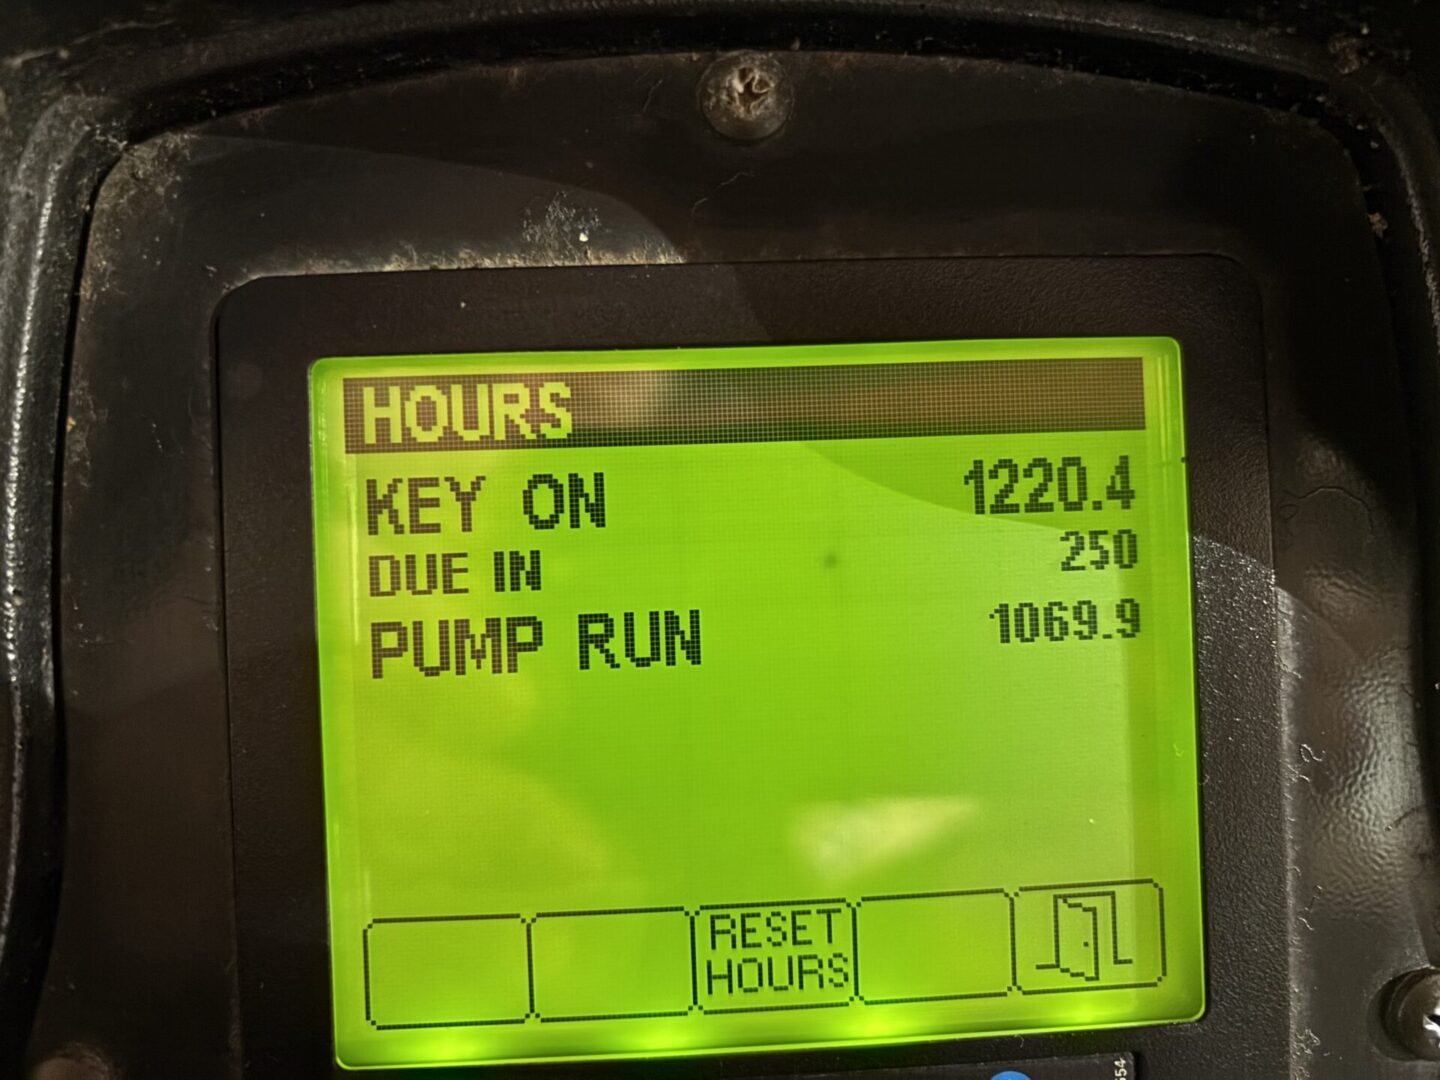 HOURS
KEY ON 1220.4
DUE IN 250
PUMP RUN 1069.9
RESET
HOURS